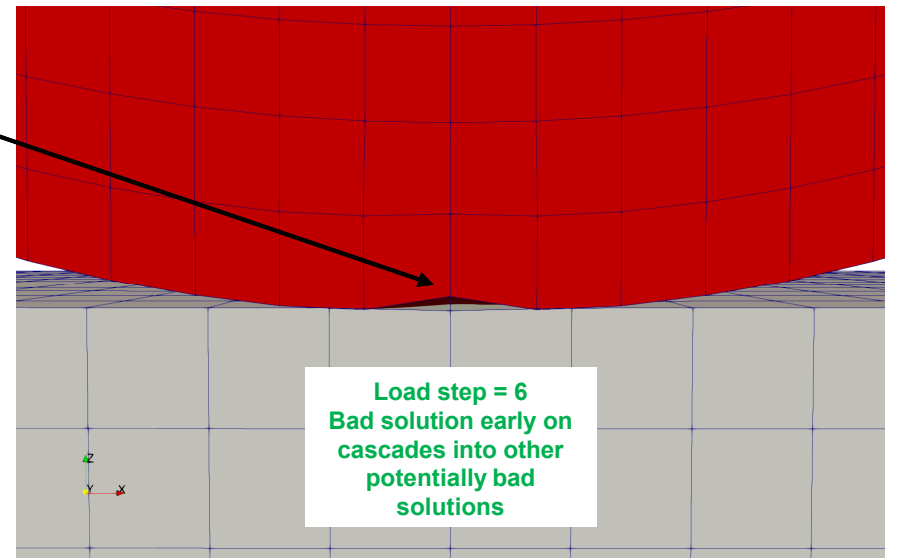 Load step = 6
Bad solution early on
cascades into other
potentially bad
solutions
Z
Y X